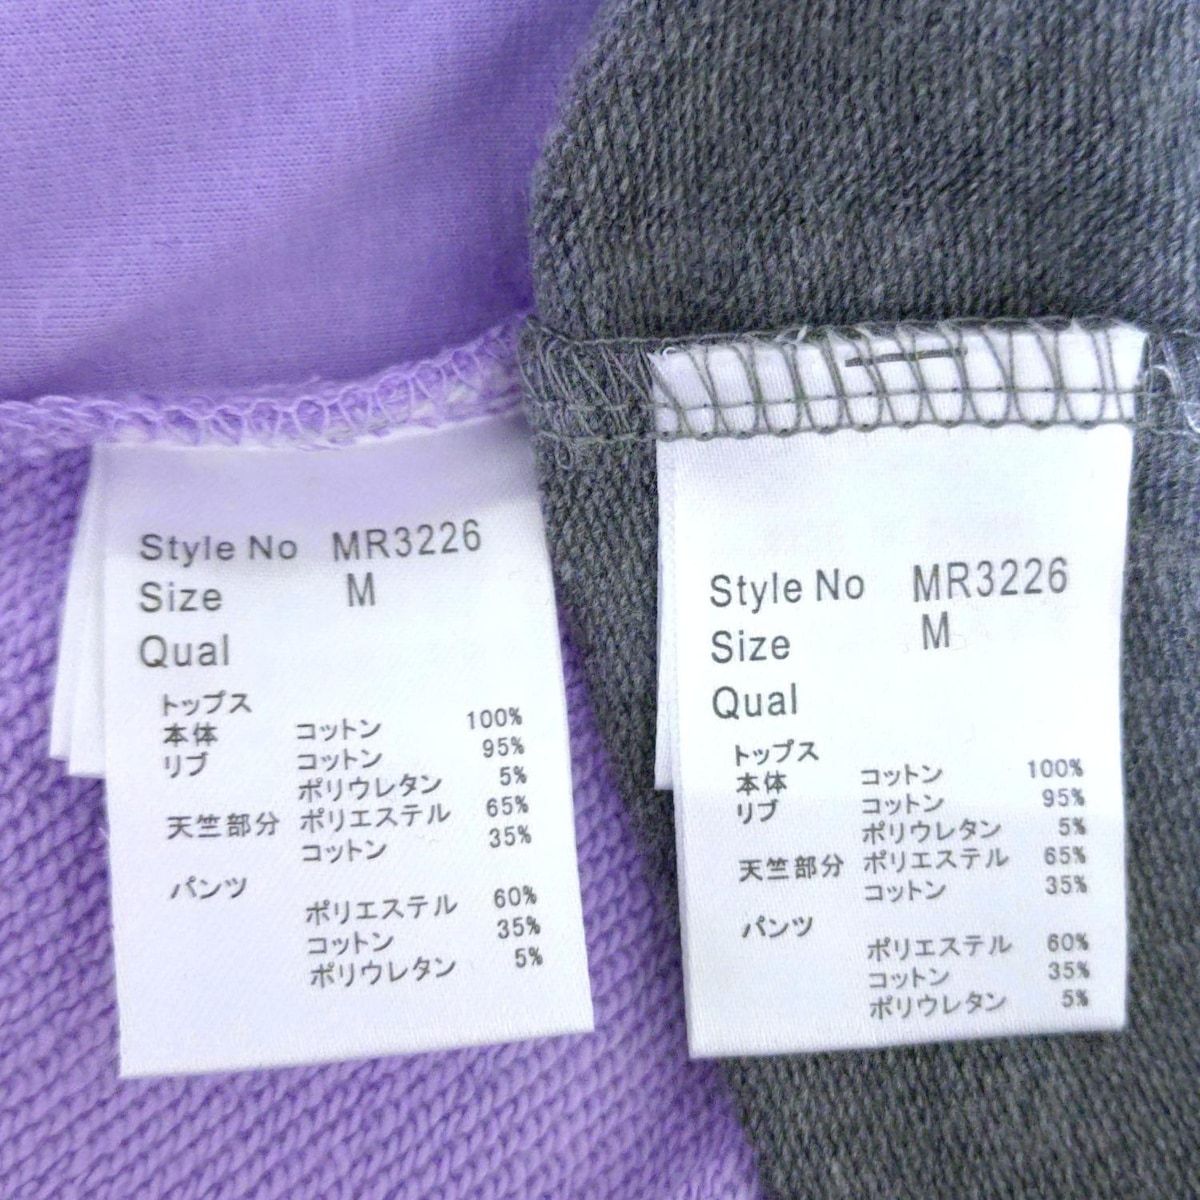 Style No MR3226
Size M
Qual
トップス
本体 コットン 100%
リブ コットン 95%
ポリウレタン 5%
天竺部分 ポリエステル 65%
コットン 35%
パンツ
ポリエステル 60%
コットン 35%
ポリウレタン 5%
Style No MR3226
Size M
Qual
トップス
本体 コットン 100%
リブ コットン 95%
ポリウレタン 5%
天竺部分 ポリエステル 65%
コットン 35%
パンツ
ポリエステル 60%
コットン 35%
ポリウレタン 5%